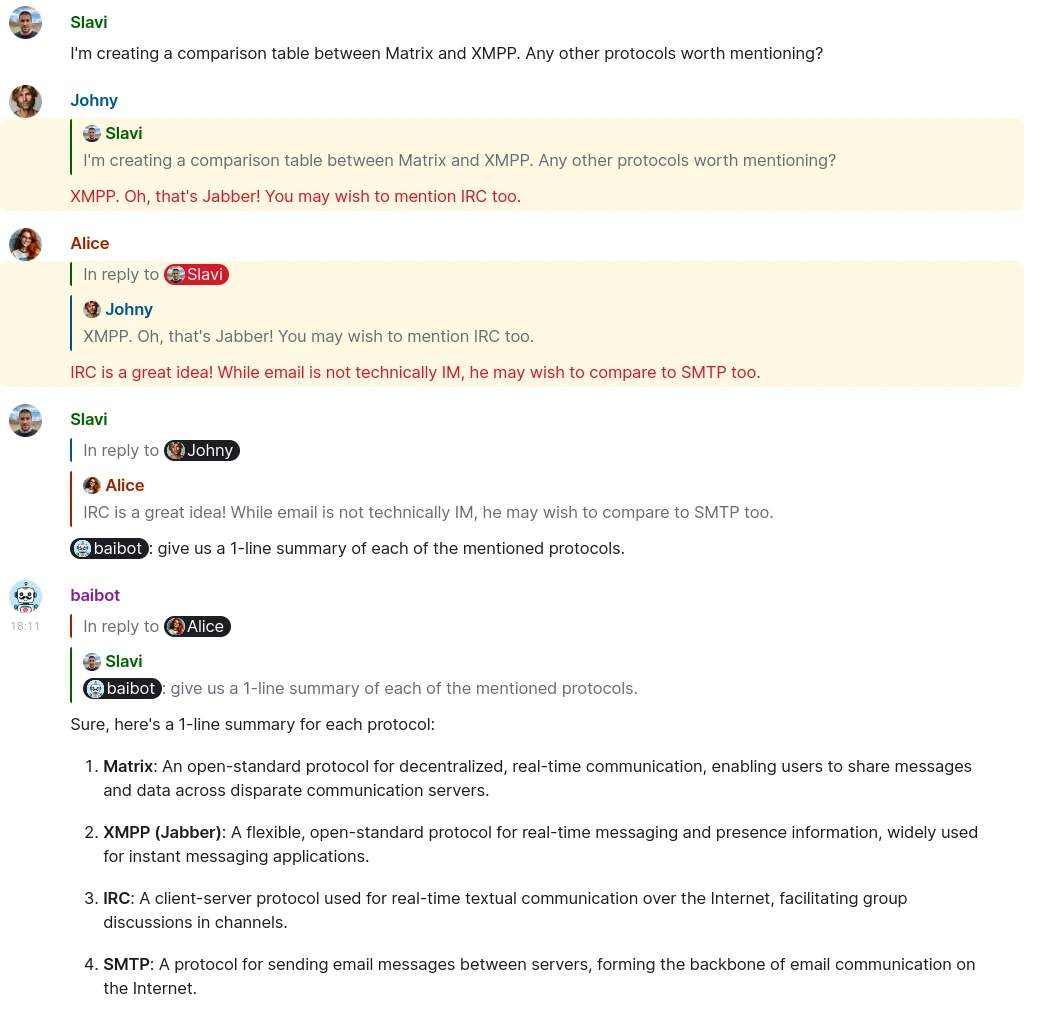 Slavi
I'm creating a comparison table between Matrix and XMPP. Any other protocols worth mentioning?
Johny
Slavi
I'm creating a comparison table between Matrix and XMPP. Any other protocols worth mentioning?
XMPP. Oh, that's Jabber! You may wish to mention IRC too.
Alice
In reply to Slavi
Johny
XMPP. Oh, that's Jabber! You may wish to mention IRC too.
IRC is a great idea! While email is not technically IM, he may wish to compare to SMTP too.
Slavi
In reply to Johny
Alice
IRC is a great idea! While email is not technically IM, he may wish to compare to SMTP too.
baibot: give us a 1-line summary of each of the mentioned protocols.
baibot
18:11
In reply to Alice
Slavi
baibot: give us a 1-line summary of each of the mentioned protocols.
Sure, here's a 1-line summary for each protocol:
1. Matrix: An open-standard protocol for decentralized, real-time communication, enabling users to share messages
and data across disparate communication servers.
2. XMPP (Jabber): A flexible, open-standard protocol for real-time messaging and presence information, widely used
for instant messaging applications.
3. IRC: A client-server protocol used for real-time textual communication over the Internet, facilitating group
discussions in channels.
4. SMTP: A protocol for sending email messages between servers, forming the backbone of email communication on
the Internet.